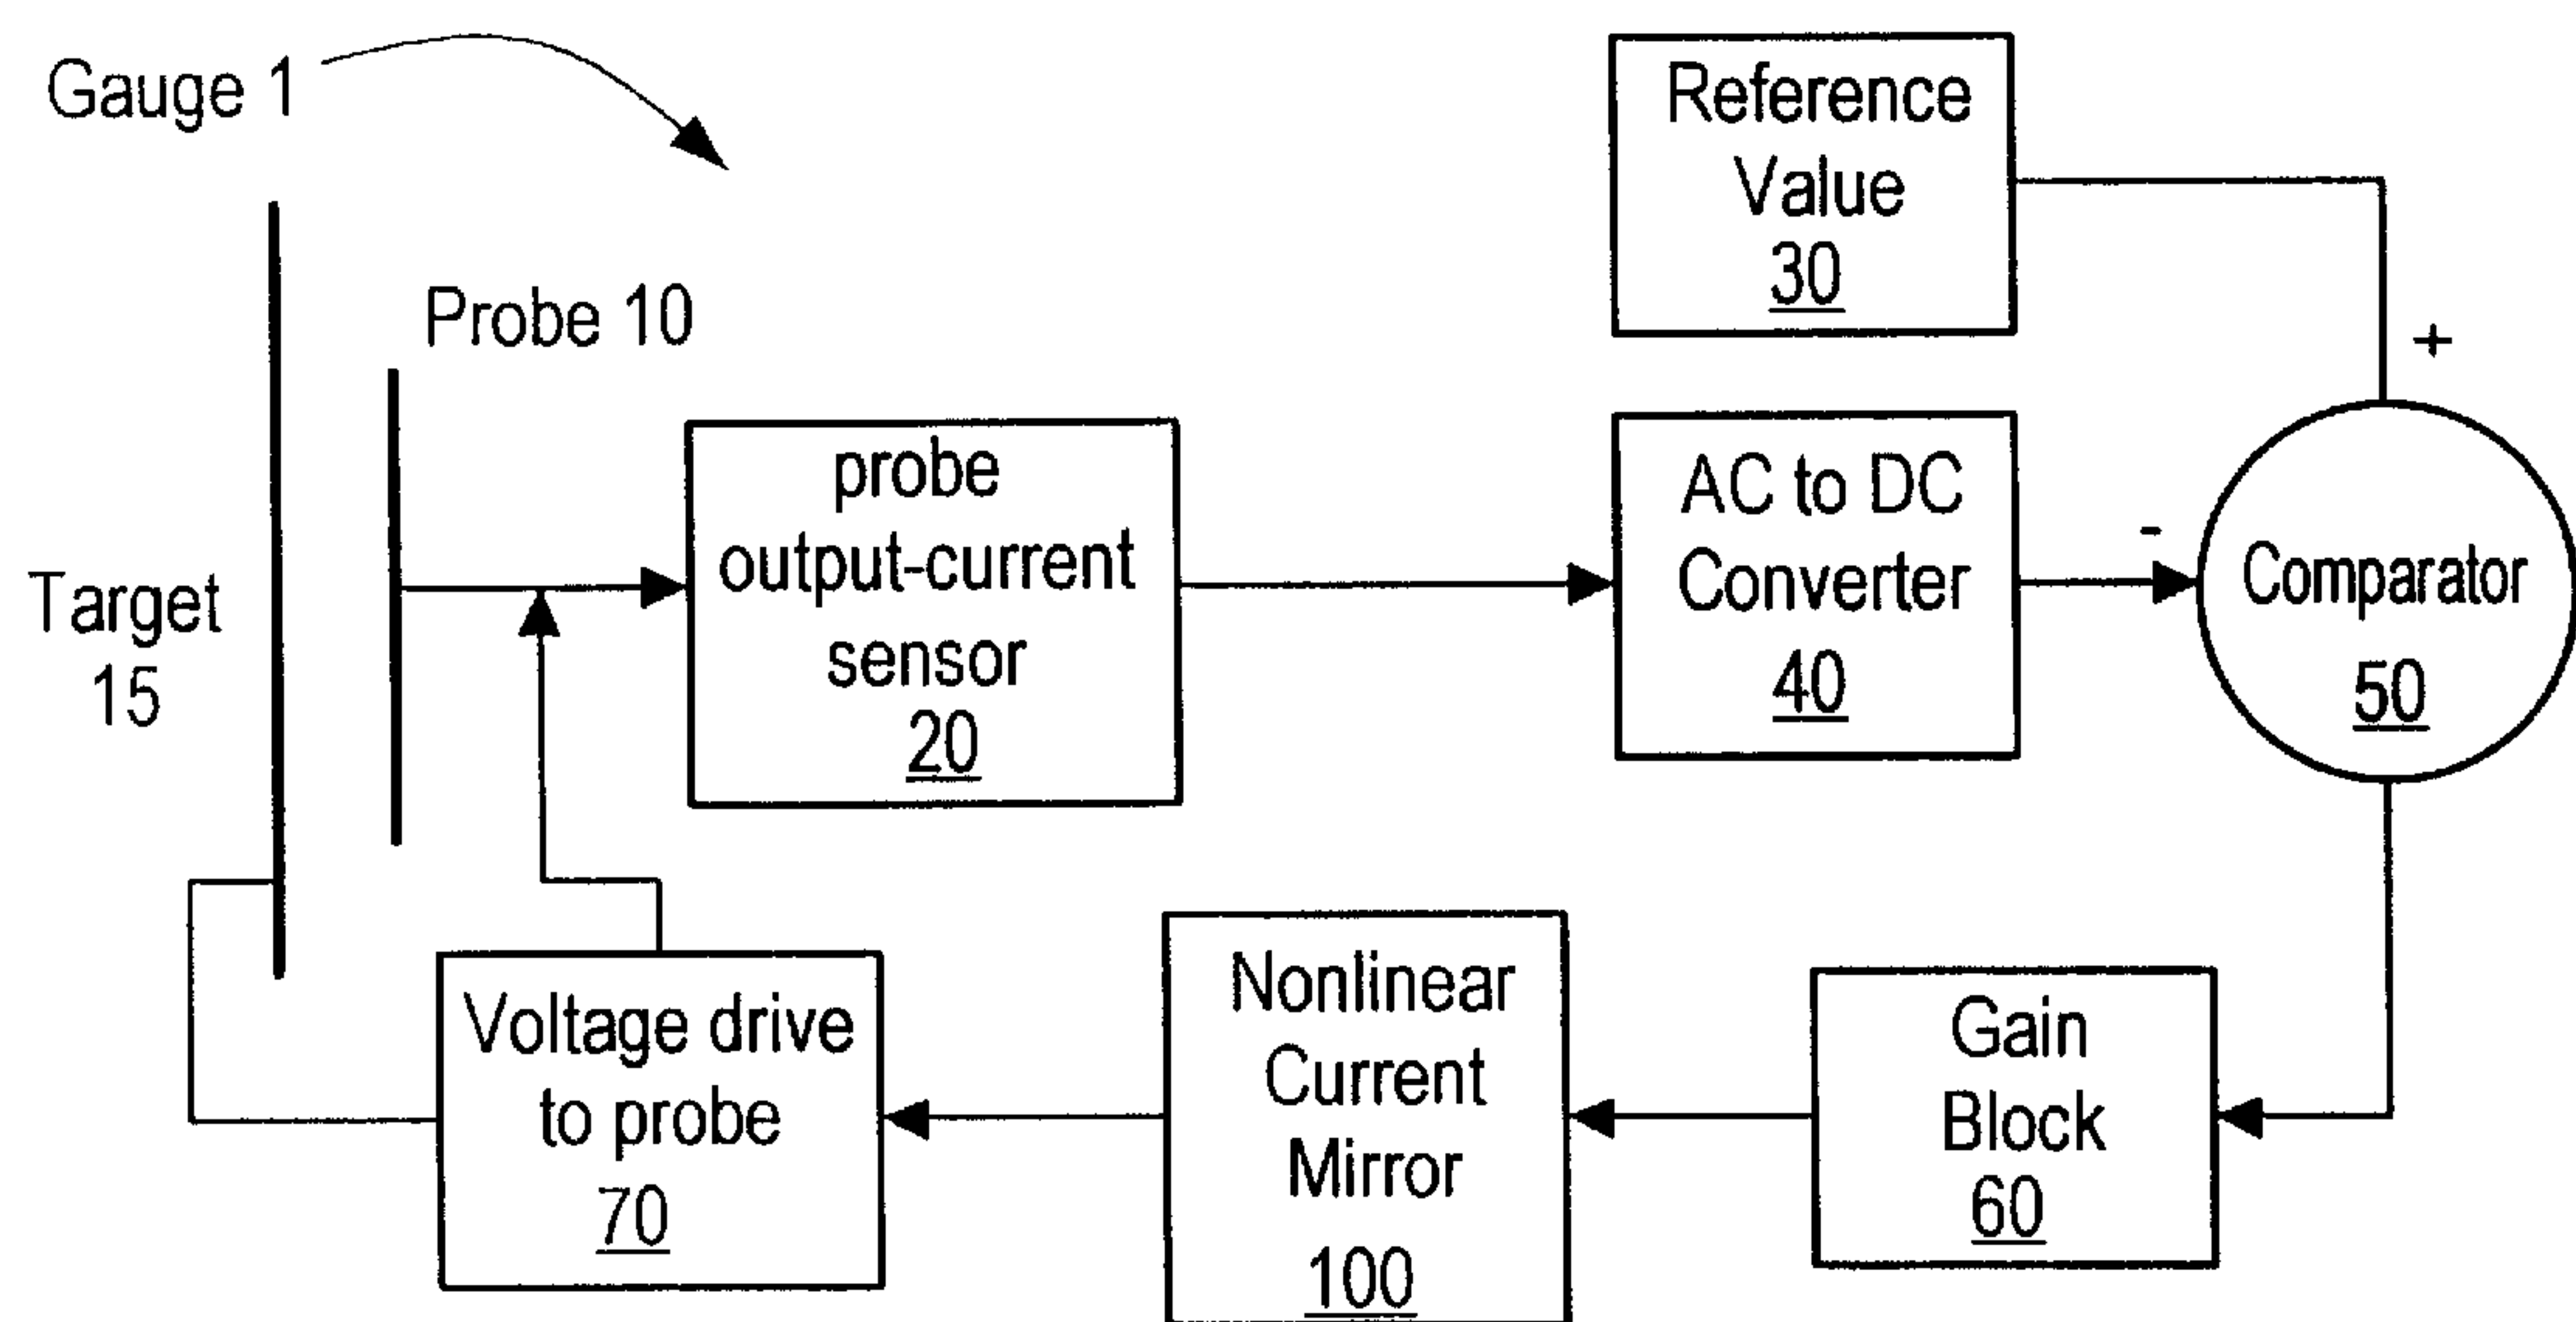 Gauge 1
Reference
Value
30
Probe 10
+
probe
output-current
sensor
20
AC to DC
Converter
40
-
Comparator
50
Target
15
Voltage drive
to probe
70
Nonlinear
Current
Mirror
100
Gain
Block
60